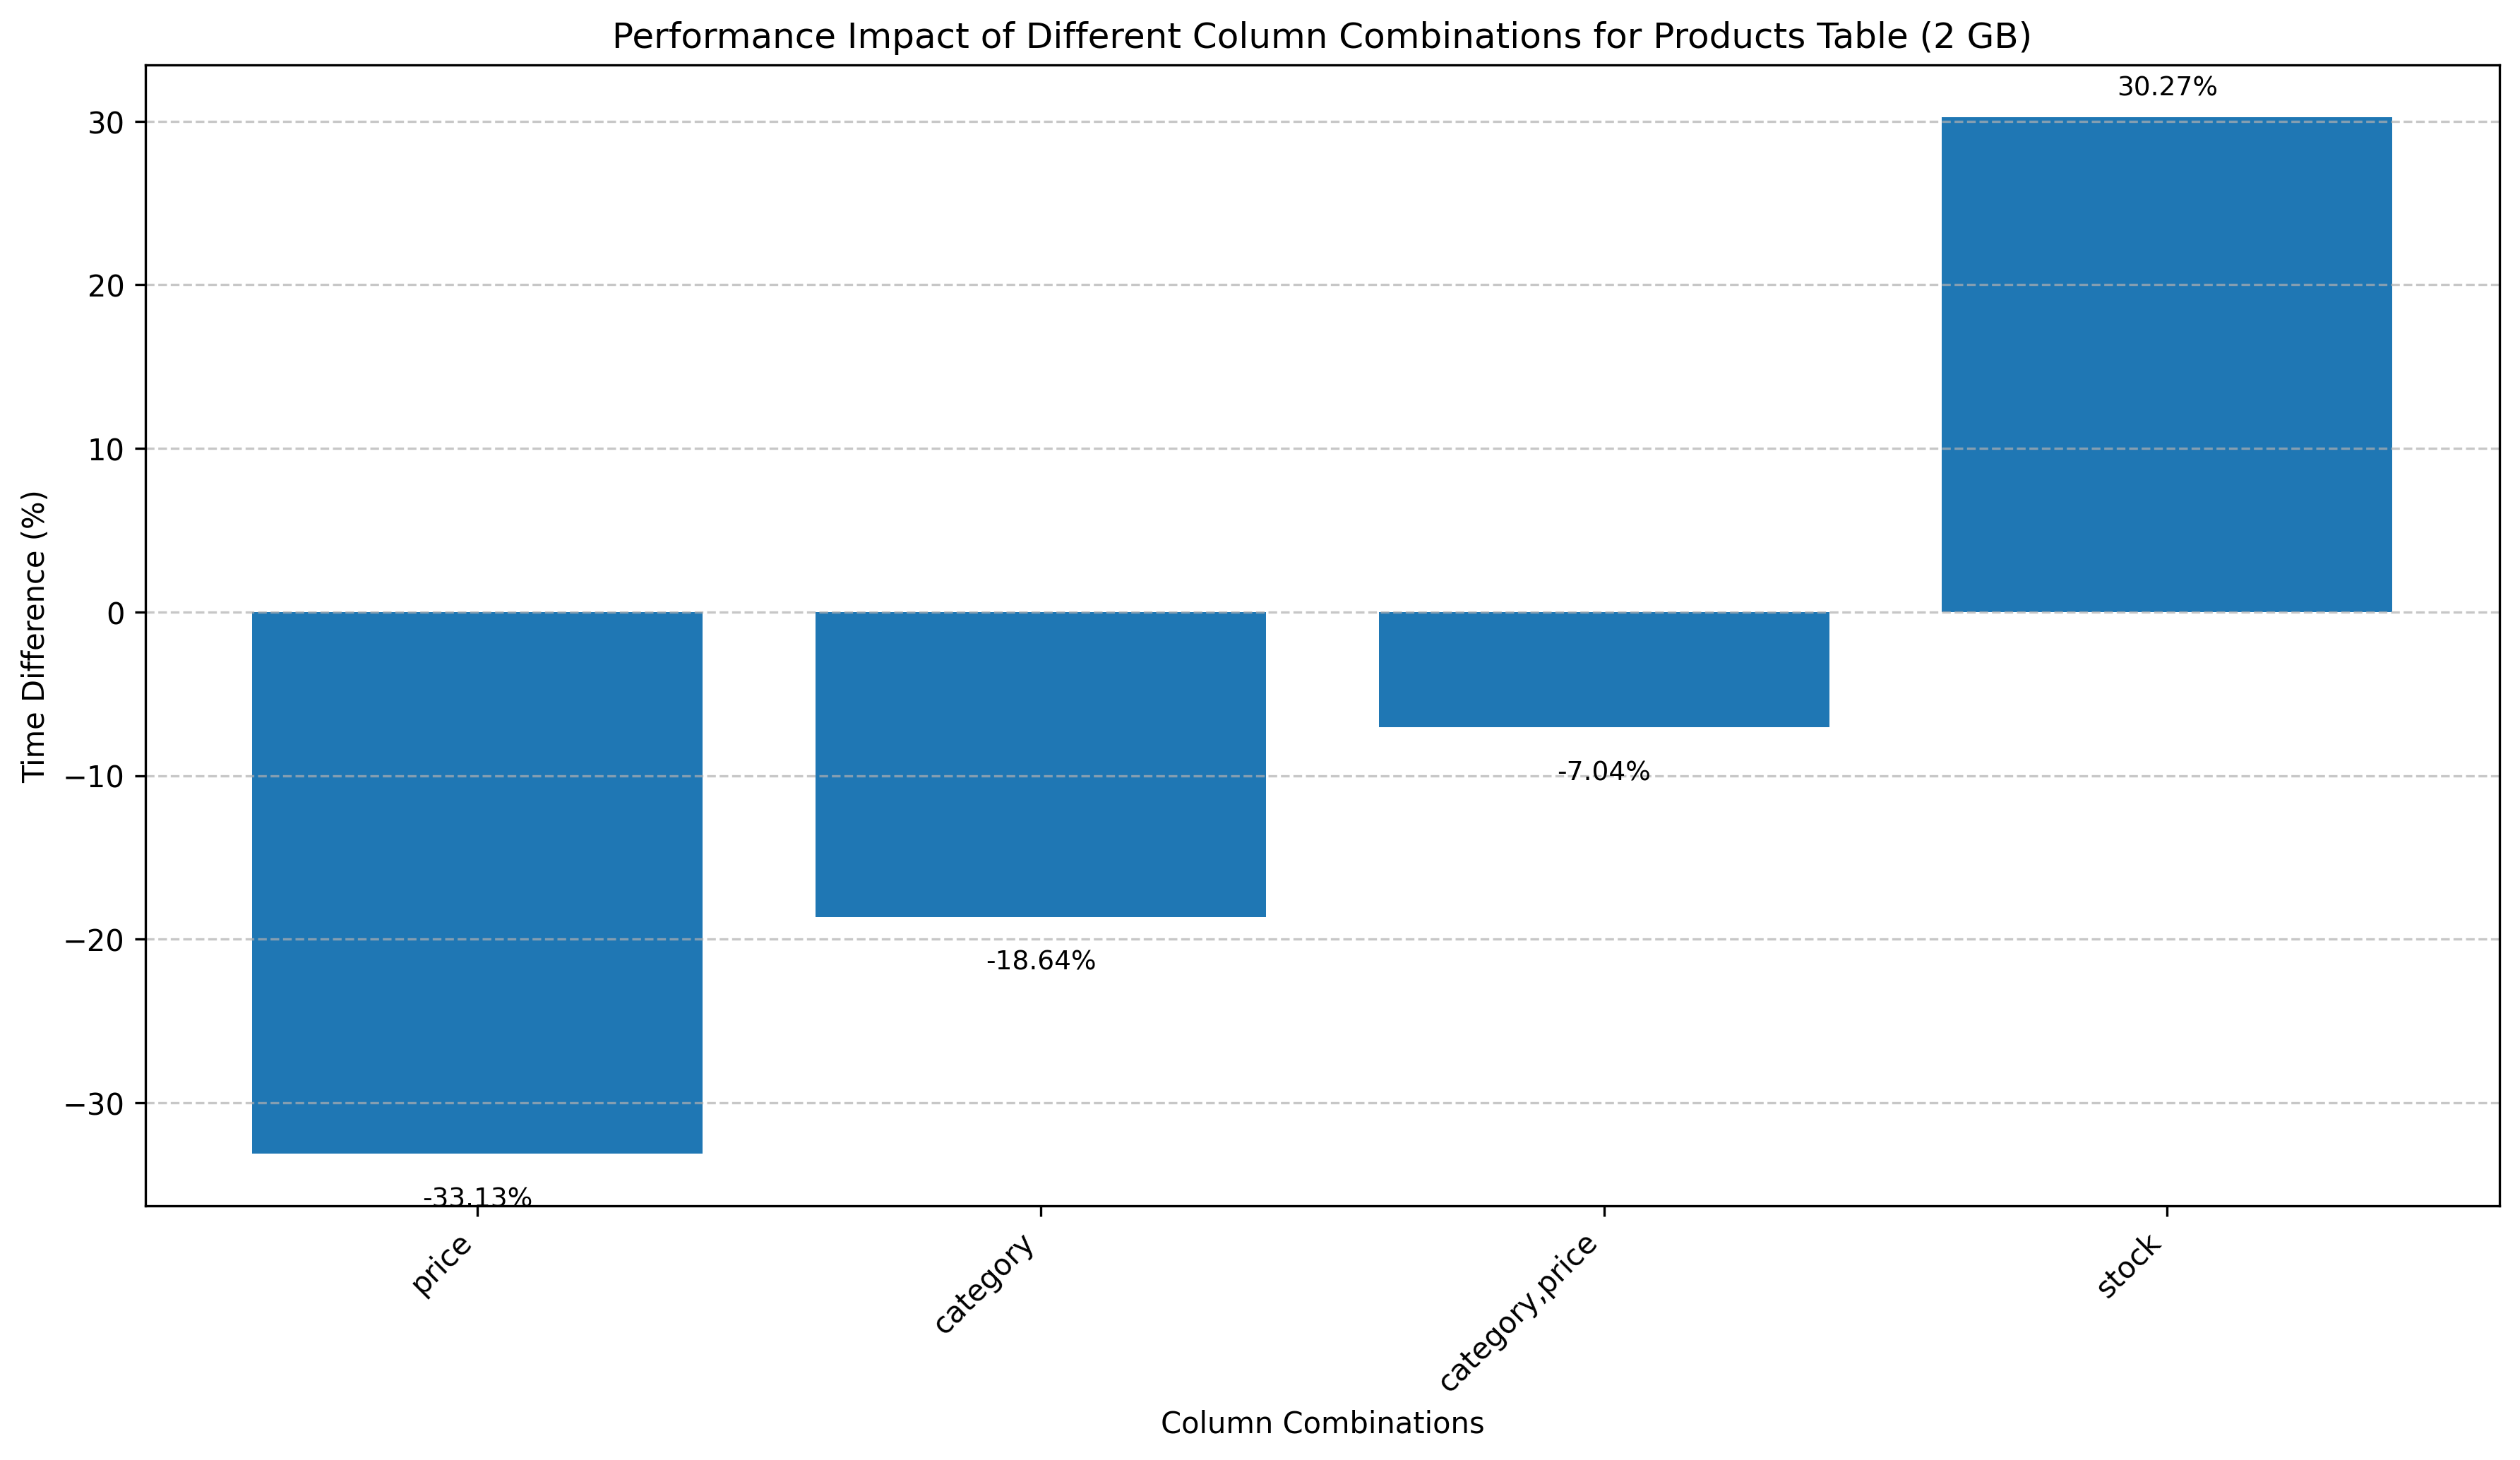 Performance Impact of Different Column Combinations for Products Table (2 GB)
30.27%
30
20
10
0
−10
−20
−30
Time Difference (%)
-7.04%
-18.64%
-33.13%
price
category
category,price
stock
Column Combinations